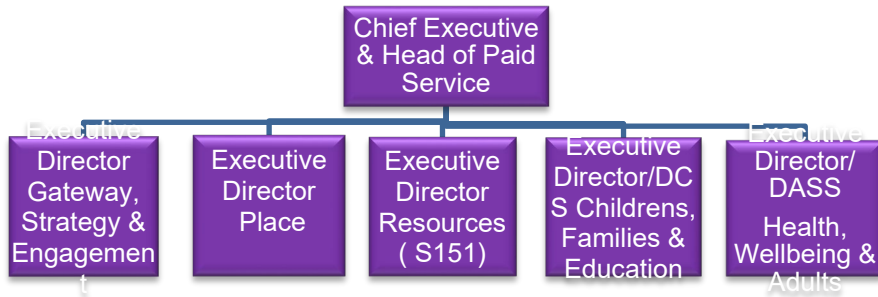 Chief Executive
& Head of Paid
Service
Executive
Director
Gateway,
Strategy &
Engagemen
t
Executive
Director
Place
Executive
Director
Resources
( S151)
Executive
Director/DC
S Childrens,
Families &
Education
Executive
Director/
DASS
Health,
Wellbeing &
Adults